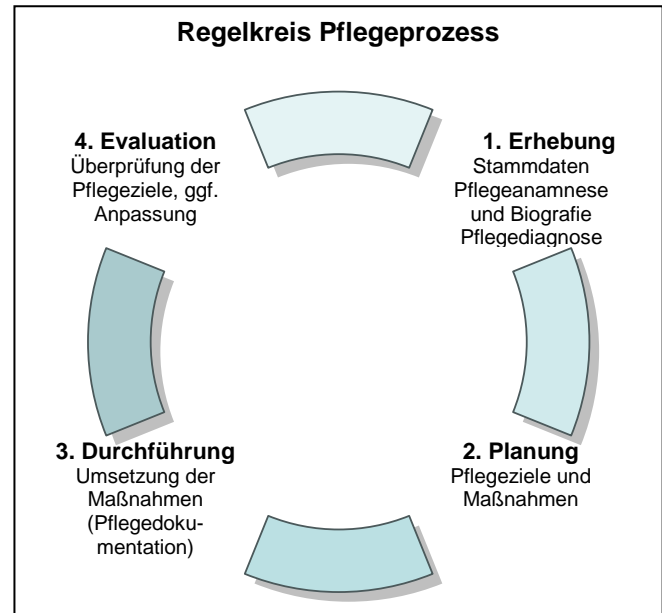 Regelkreis Pflegeprozess
1. Erhebung
Stammdaten
Pflegeanamnese
und Biografie
Pflegediagnose
2. Planung
Pflegeziele und
Maßnahmen
3. Durchführung
Umsetzung der
Maßnahmen
(Pflegedoku-
mentation)
4. Evaluation
Überprüfung der
Pflegeziele, ggf.
Anpassung